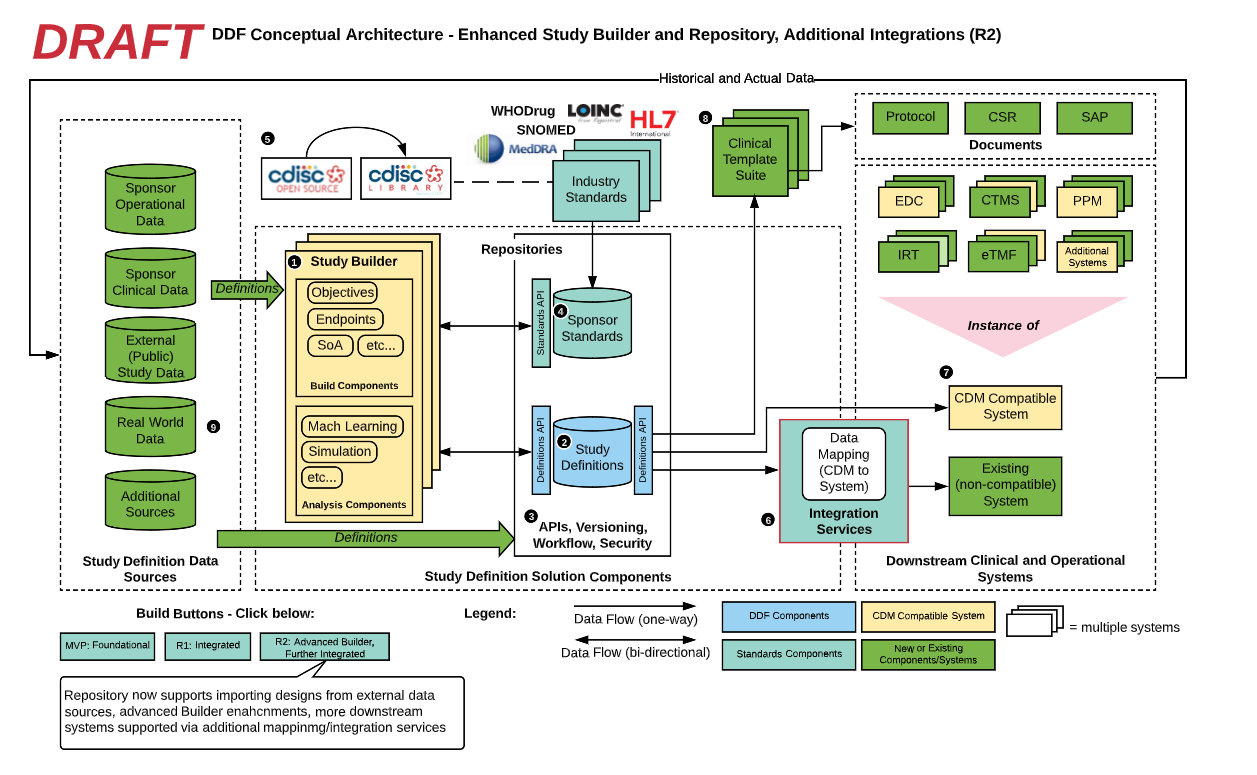 DRAFT
DDF Conceptual Architecture - Enhanced Study Builder and Repository, Additional Integrations (R2)
Historical and Actual Data
5
cdisc
OPEN SOURCE
cdisc
LIBRARY
WHODrug
LOINC
from Regenstrief
HL7
International
SNOMED
MedDRA
Industry
Standards
8
Clinical
Template
Suite
Protocol
CSR
SAP
Documents
EDC
CTMS
PPM
IRT
eTMF
Additional
Systems
Instance of
7
CDM Compatible
System
Existing
(non-compatible)
System
Downstream Clinical and Operational
Systems
Sponsor
Operational
Data
Sponsor
Clinical Data
External
(Public)
Study Data
Real World
Data
9
Additional
Sources
Study Definition Data
Sources
Definitions
Definitions
1
Study Builder
Objectives
Endpoints
SoA
etc...
Build Components
Mach Learning
Simulation
etc...
Analysis Components
Repositories
Standards API
4
Sponsor
Standards
Definitions API
2
Study
Definitions
Definitions API
3
APIs, Versioning,
Workflow, Security
Study Definition Solution Components
Data
Mapping
(CDM to
System)
6
Integration
Services
Build Buttons - Click below:
MVP: Foundational
R1: Integrated
R2: Advanced Builder,
Further Integrated
Repository now supports importing designs from external data
sources, advanced Builder enahcnments, more downstream
systems supported via additional mappinmg/integration services
Legend:
Data Flow (one-way)
Data Flow (bi-directional)
DDF Components
CDM Compatible System
Standards Components
New or Existing
Components/Systems
= multiple systems